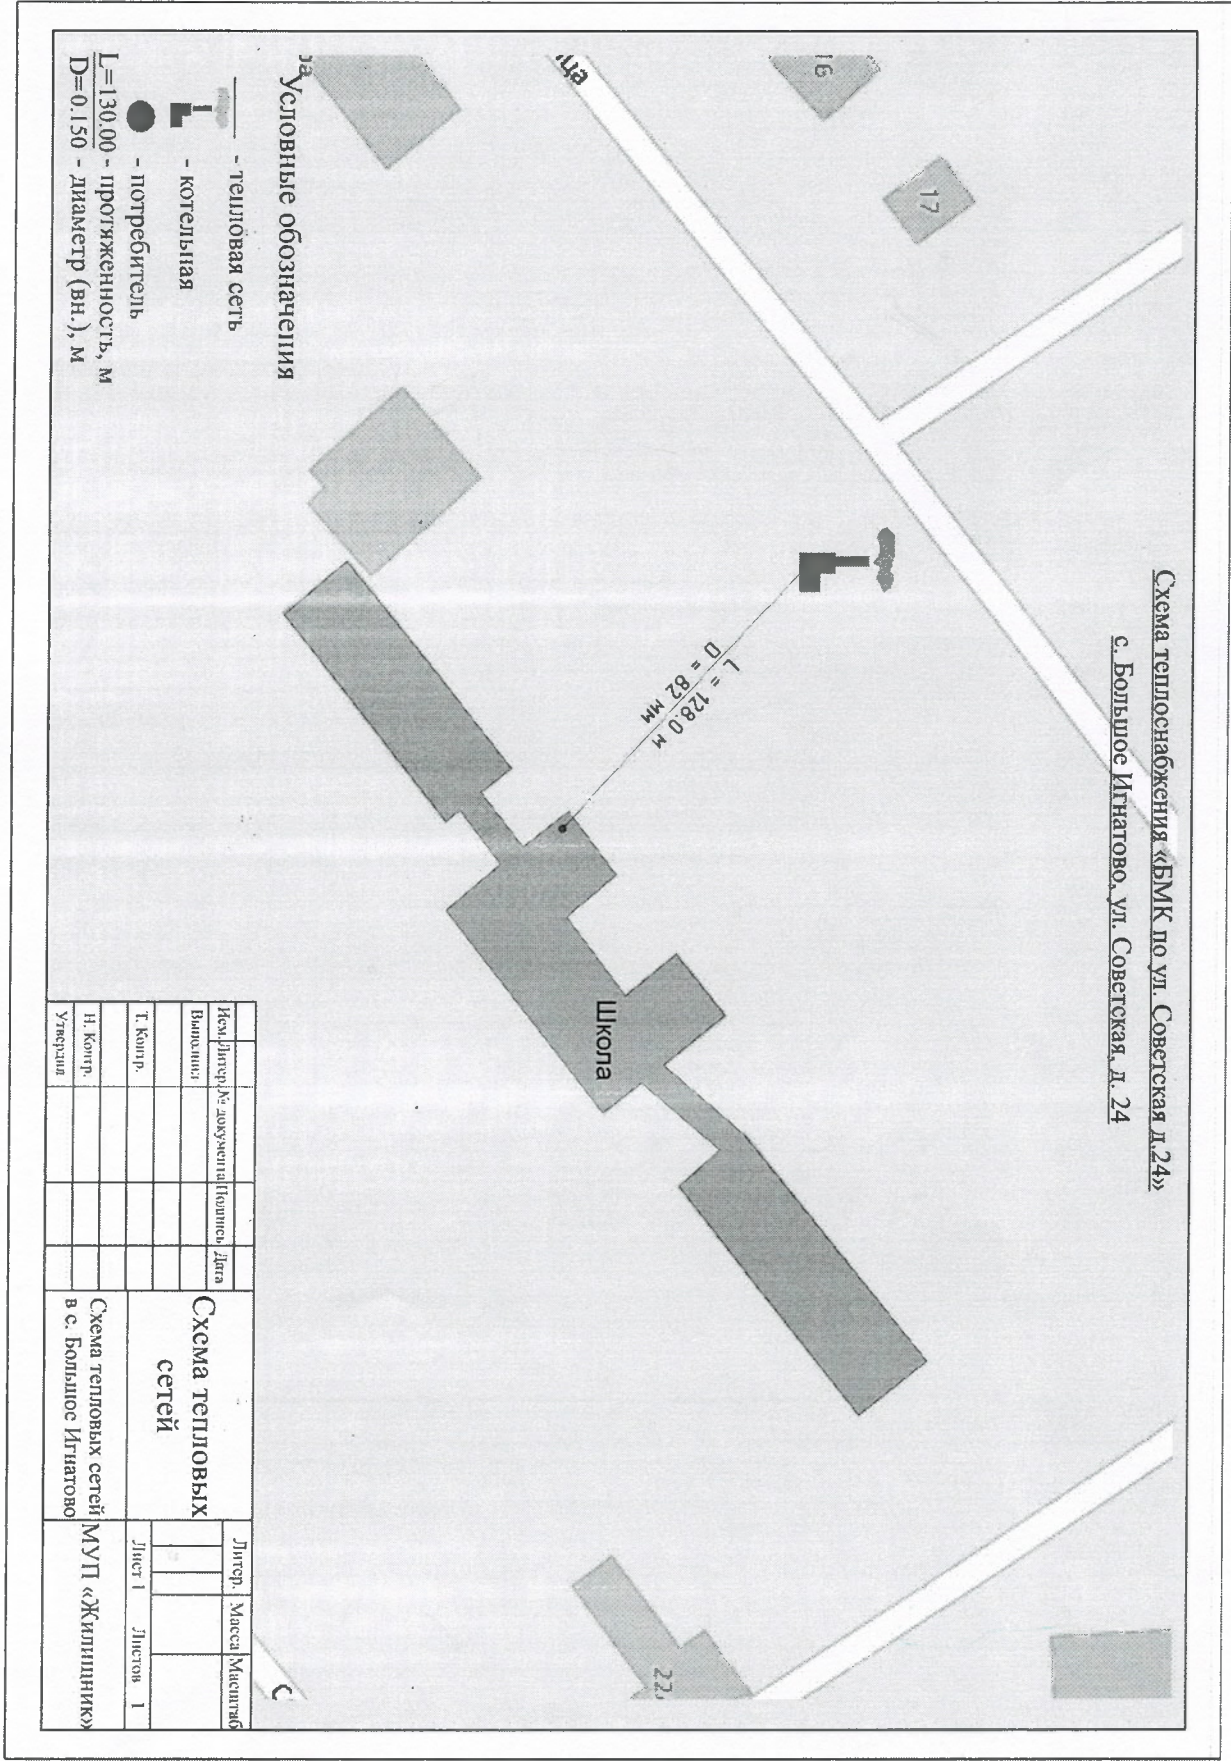 Схема теплоснабжения «БМК по ул. Советская д.24»
с. Большое Игнатово, ул. Советская, д. 24
16
17
ца
L = 128.0 м
D = 82 мм
Школа
22
С
Условные обозначения
- тепловая сеть
- котельная
- потребитель
L=130.00 - протяженность, м
D=0.150 - диаметр (вн.), м
Изм. Литер. № документа Подпись Дата
Выполнил
Т. Контр.
Н. Контр.
Утвердил
Схема тепловых
сетей
Схема тепловых сетей
в с. Большое Игнатово
Литер. Масса Масштаб
Лист 1 Листов 1
МУП «Жилищник»